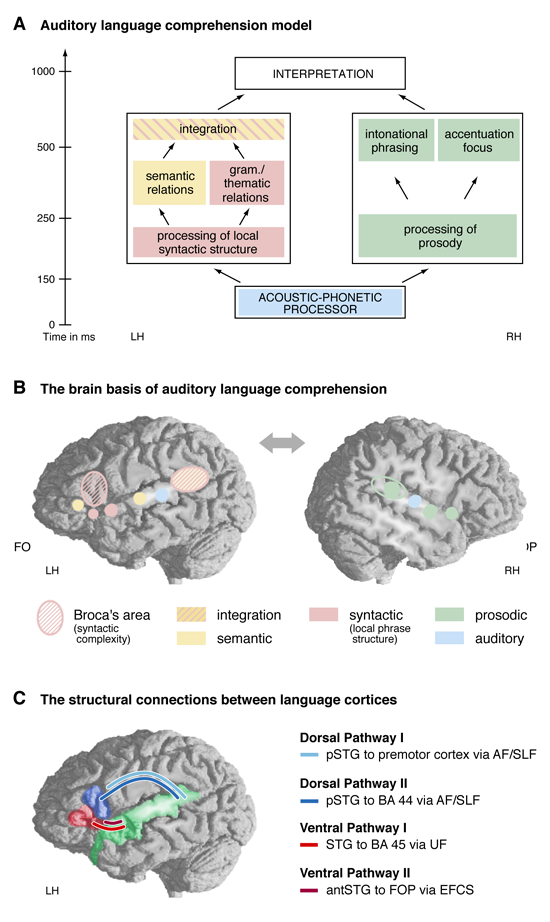 A Auditory language comprehension model
1000
INTERPRETATION
integration
intonational
phrasing
accentuation
focus
500
semantic
relations
gram./
thematic
relations
250
processing of local
syntactic structure
processing of
prosody
150
ACOUSTIC-PHONETIC
PROCESSOR
0
Time in ms
LH
RH
B The brain basis of auditory language comprehension
FO
OP
LH
RH
Broca's area
(syntactic
complexity)
integration
semantic
syntactic
(local phrase
structure)
prosodic
auditory
C The structural connections between language cortices
Dorsal Pathway I
pSTG to premotor cortex via AF/SLF
Dorsal Pathway II
pSTG to BA 44 via AF/SLF
Ventral Pathway I
STG to BA 45 via UF
Ventral Pathway II
antSTG to FOP via EFCS
LH